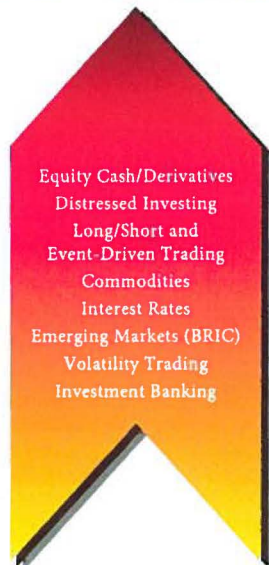 Equity Cash/Derivatives
Distressed Investing
Long/Short and
Event-Driven Trading
Commodities
Interest Rates
Emerging Markets (BRIC)
Volatility Trading
Investment Banking